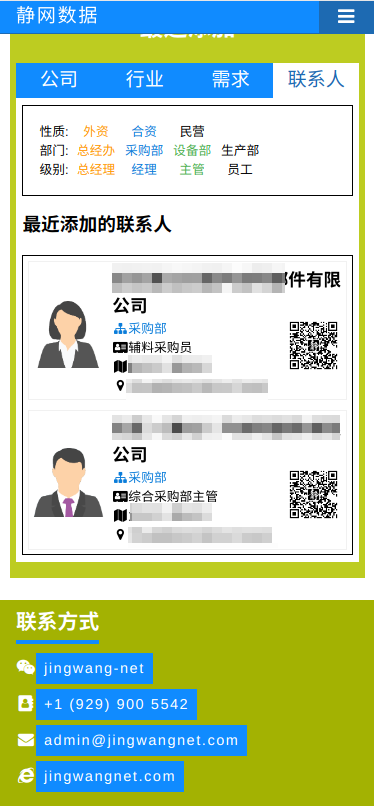 静网数据
公司 行业 需求 联系人
性质: 外资 合资 民营
部门: 总经办 采购部 设备部 生产部
级别: 总经理 经理 主管 员工
最近添加的联系人
件有限
公司
采购部
辅料采购员
公司
采购部
综合采购部主管
联系方式
jingwang-net
+1 (929) 900 5542
admin@jingwangnet.com
jingwangnet.com